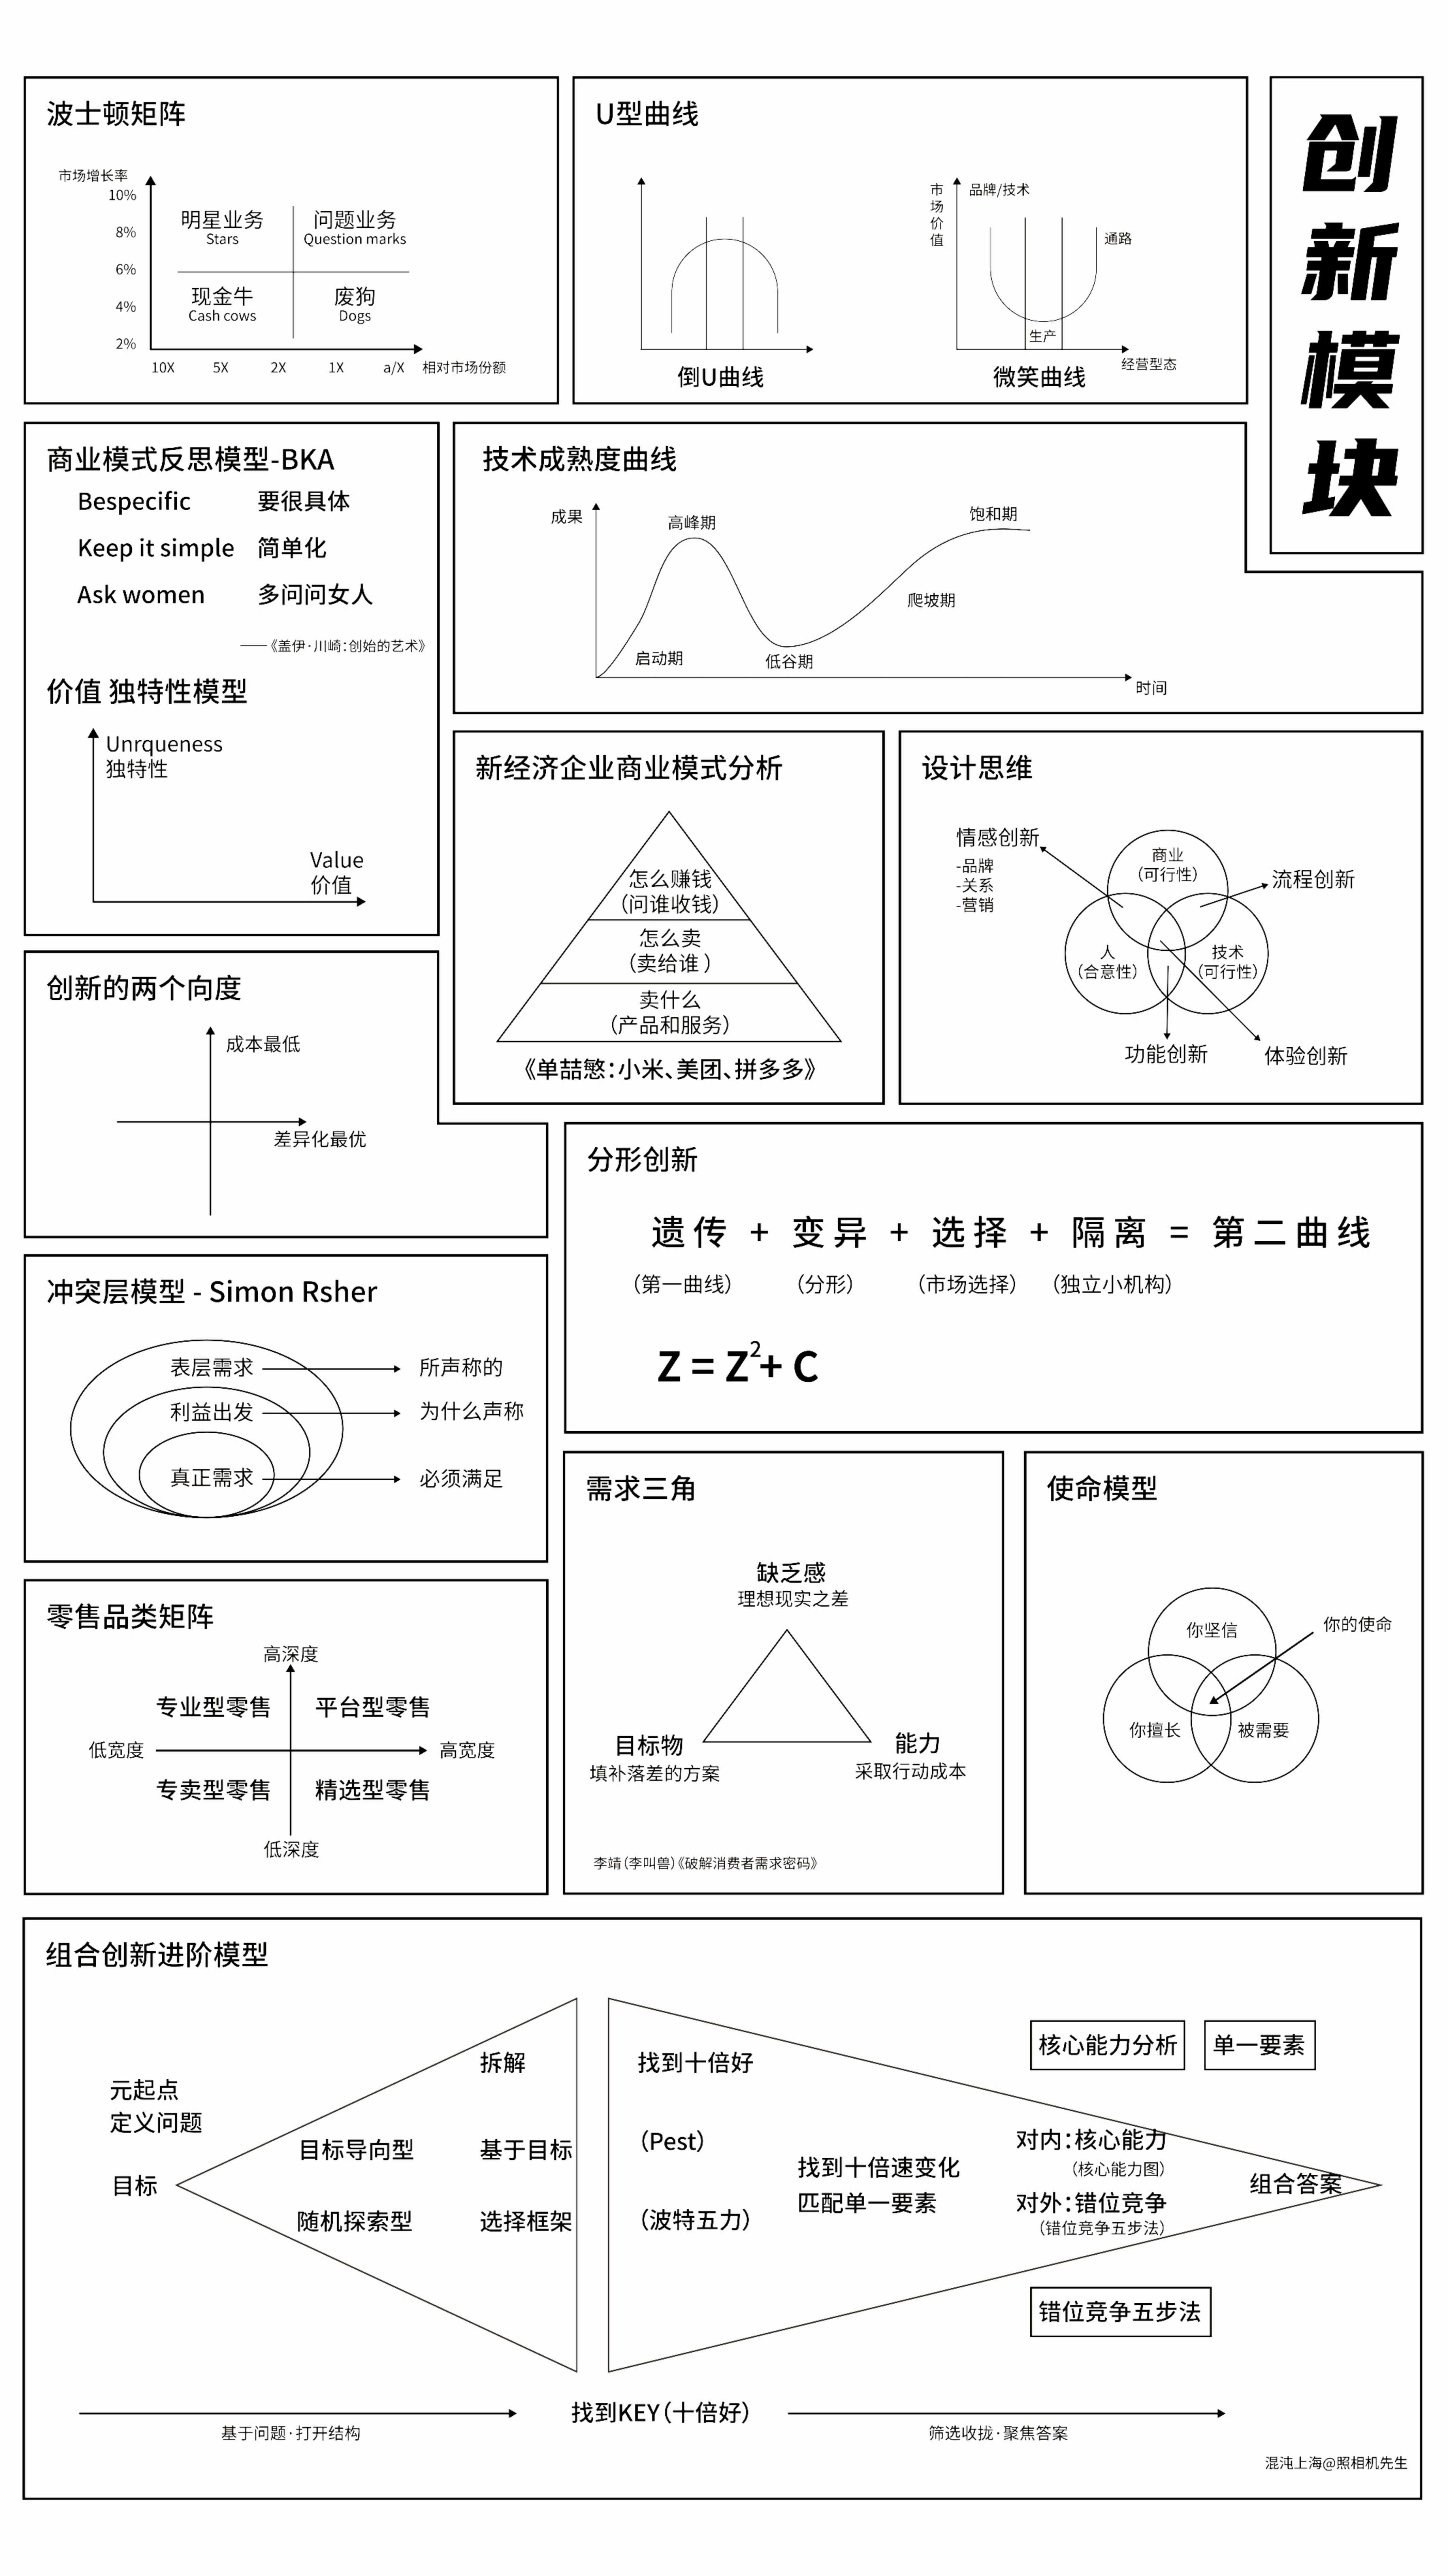 创新模块
波士顿矩阵
市场增长率
10%
8%
6%
4%
2%
明星业务
Stars
问题业务
Question marks
现金牛
Cash cows
废狗
Dogs
10X 5X 2X 1X a/X 相对市场份额
U型曲线
倒U曲线
市场价值
品牌/技术
通路
生产
经营型态
微笑曲线
商业模式反思模型-BKA
Bespecific 要很具体
Keep it simple 简单化
Ask women 多问问女人
——《盖伊·川崎:创始的艺术》
价值 独特性模型
Unrqueness
独特性
Value
价值
技术成熟度曲线
成果
高峰期
饱和期
爬坡期
启动期
低谷期
时间
新经济企业商业模式分析
怎么赚钱
(问谁收钱)
怎么卖
(卖给谁 )
卖什么
(产品和服务)
《单喆慜:小米、美团、拼多多》
设计思维
情感创新
-品牌
-关系
-营销
商业
(可行性)
流程创新
人
(合意性)
技术
(可行性)
功能创新
体验创新
创新的两个向度
成本最低
差异化最优
分形创新
遗传 + 变异 + 选择 + 隔离 = 第二曲线
(第一曲线) (分形) (市场选择) (独立小机构)
Z = Z²+ C
冲突层模型 - Simon Rsher
表层需求 所声称的
利益出发 为什么声称
真正需求 必须满足
需求三角
缺乏感
理想现实之差
目标物
填补落差的方案
能力
采取行动成本
李靖(李叫兽)《破解消费者需求密码》
使命模型
你坚信
你的使命
你擅长
被需要
零售品类矩阵
高深度
专业型零售 平台型零售
低宽度 高宽度
专卖型零售 精选型零售
低深度
组合创新进阶模型
元起点
定义问题
目标
目标导向型
随机探索型
拆解
基于目标
选择框架
找到十倍好
(Pest)
(波特五力)
找到十倍速变化
匹配单一要素
核心能力分析 单一要素
对内:核心能力
(核心能力图)
对外:错位竞争
(错位竞争五步法)
组合答案
错位竞争五步法
基于问题·打开结构
找到KEY(十倍好)
筛选收拢·聚焦答案
混沌上海@照相机先生